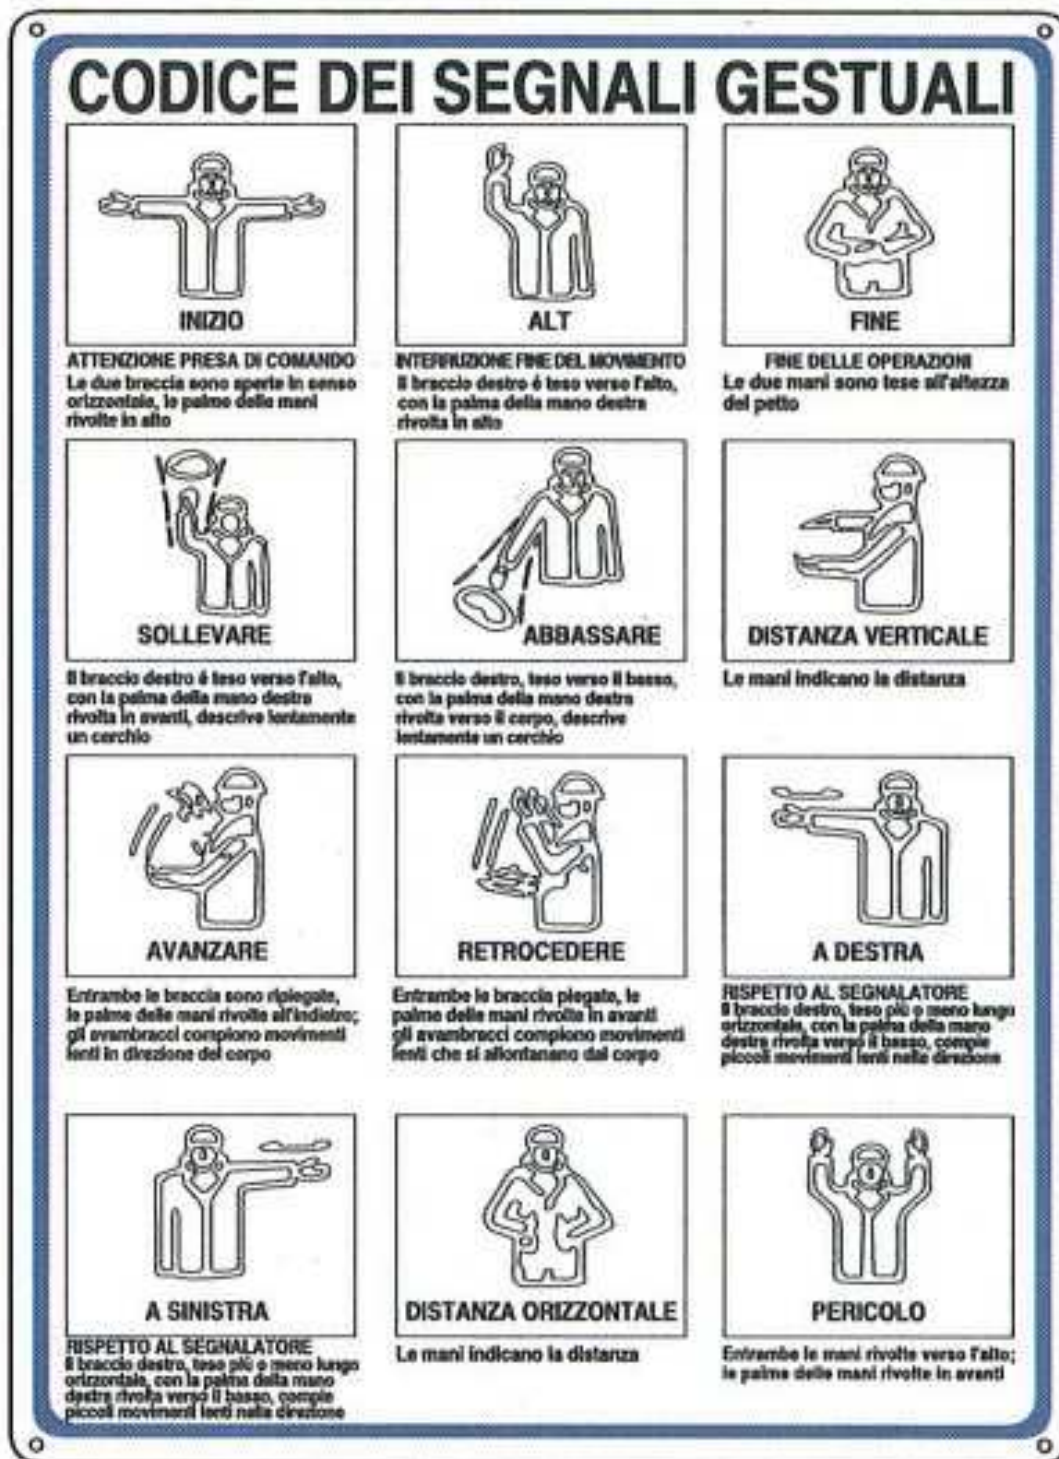 CODICE DEI SEGNALI GESTUALI
INIZIO
ATTENZIONE PRESA DI COMANDO
Le due braccia sono aperte in senso
orizzontale, le palme delle mani
rivolte in alto
ALT
INTERRUZIONE FINE DEL MOVIMENTO
Il braccio destro é teso verso l'alto,
con la palma della mano destra
rivolta in alto
FINE
FINE DELLE OPERAZIONI
Le due mani sono tese all'altezza
del petto
SOLLEVARE
Il braccio destro é teso verso l'alto,
con la palma della mano destra
rivolta in avanti, descrive lentamente
un cerchio
ABBASSARE
Il braccio destro, teso verso il basso,
con la palma della mano destra
rivolta verso il corpo, descrive
lentamente un cerchio
DISTANZA VERTICALE
Le mani indicano la distanza
AVANZARE
Entrambe le braccia sono ripiegate,
le palme delle mani rivolte all'indietro;
gli avambracci compiono movimenti
lenti in direzione del corpo
RETROCEDERE
Entrambe le braccia piegate, le
palme delle mani rivolte in avanti
gli avambracci compiono movimenti
lenti che si allontanano dal corpo
A DESTRA
RISPETTO AL SEGNALATORE
Il braccio destro, teso più o meno lungo
orizzontale, con la palma della mano
destra rivolta verso il basso, compie
piccoli movimenti lenti nella direzione
A SINISTRA
RISPETTO AL SEGNALATORE
Il braccio destro, teso più o meno lungo
orizzontale, con la palma della mano
destra rivolta verso il basso, compie
piccoli movimenti lenti nella direzione
DISTANZA ORIZZONTALE
Le mani indicano la distanza
PERICOLO
Entrambe le mani rivolte verso l'alto;
le palme delle mani rivolte in avanti